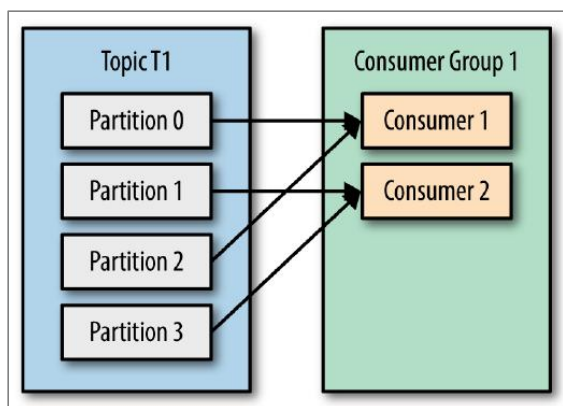 Topic T1
Partition 0
Partition 1
Partition 2
Partition 3
Consumer Group 1
Consumer 1
Consumer 2